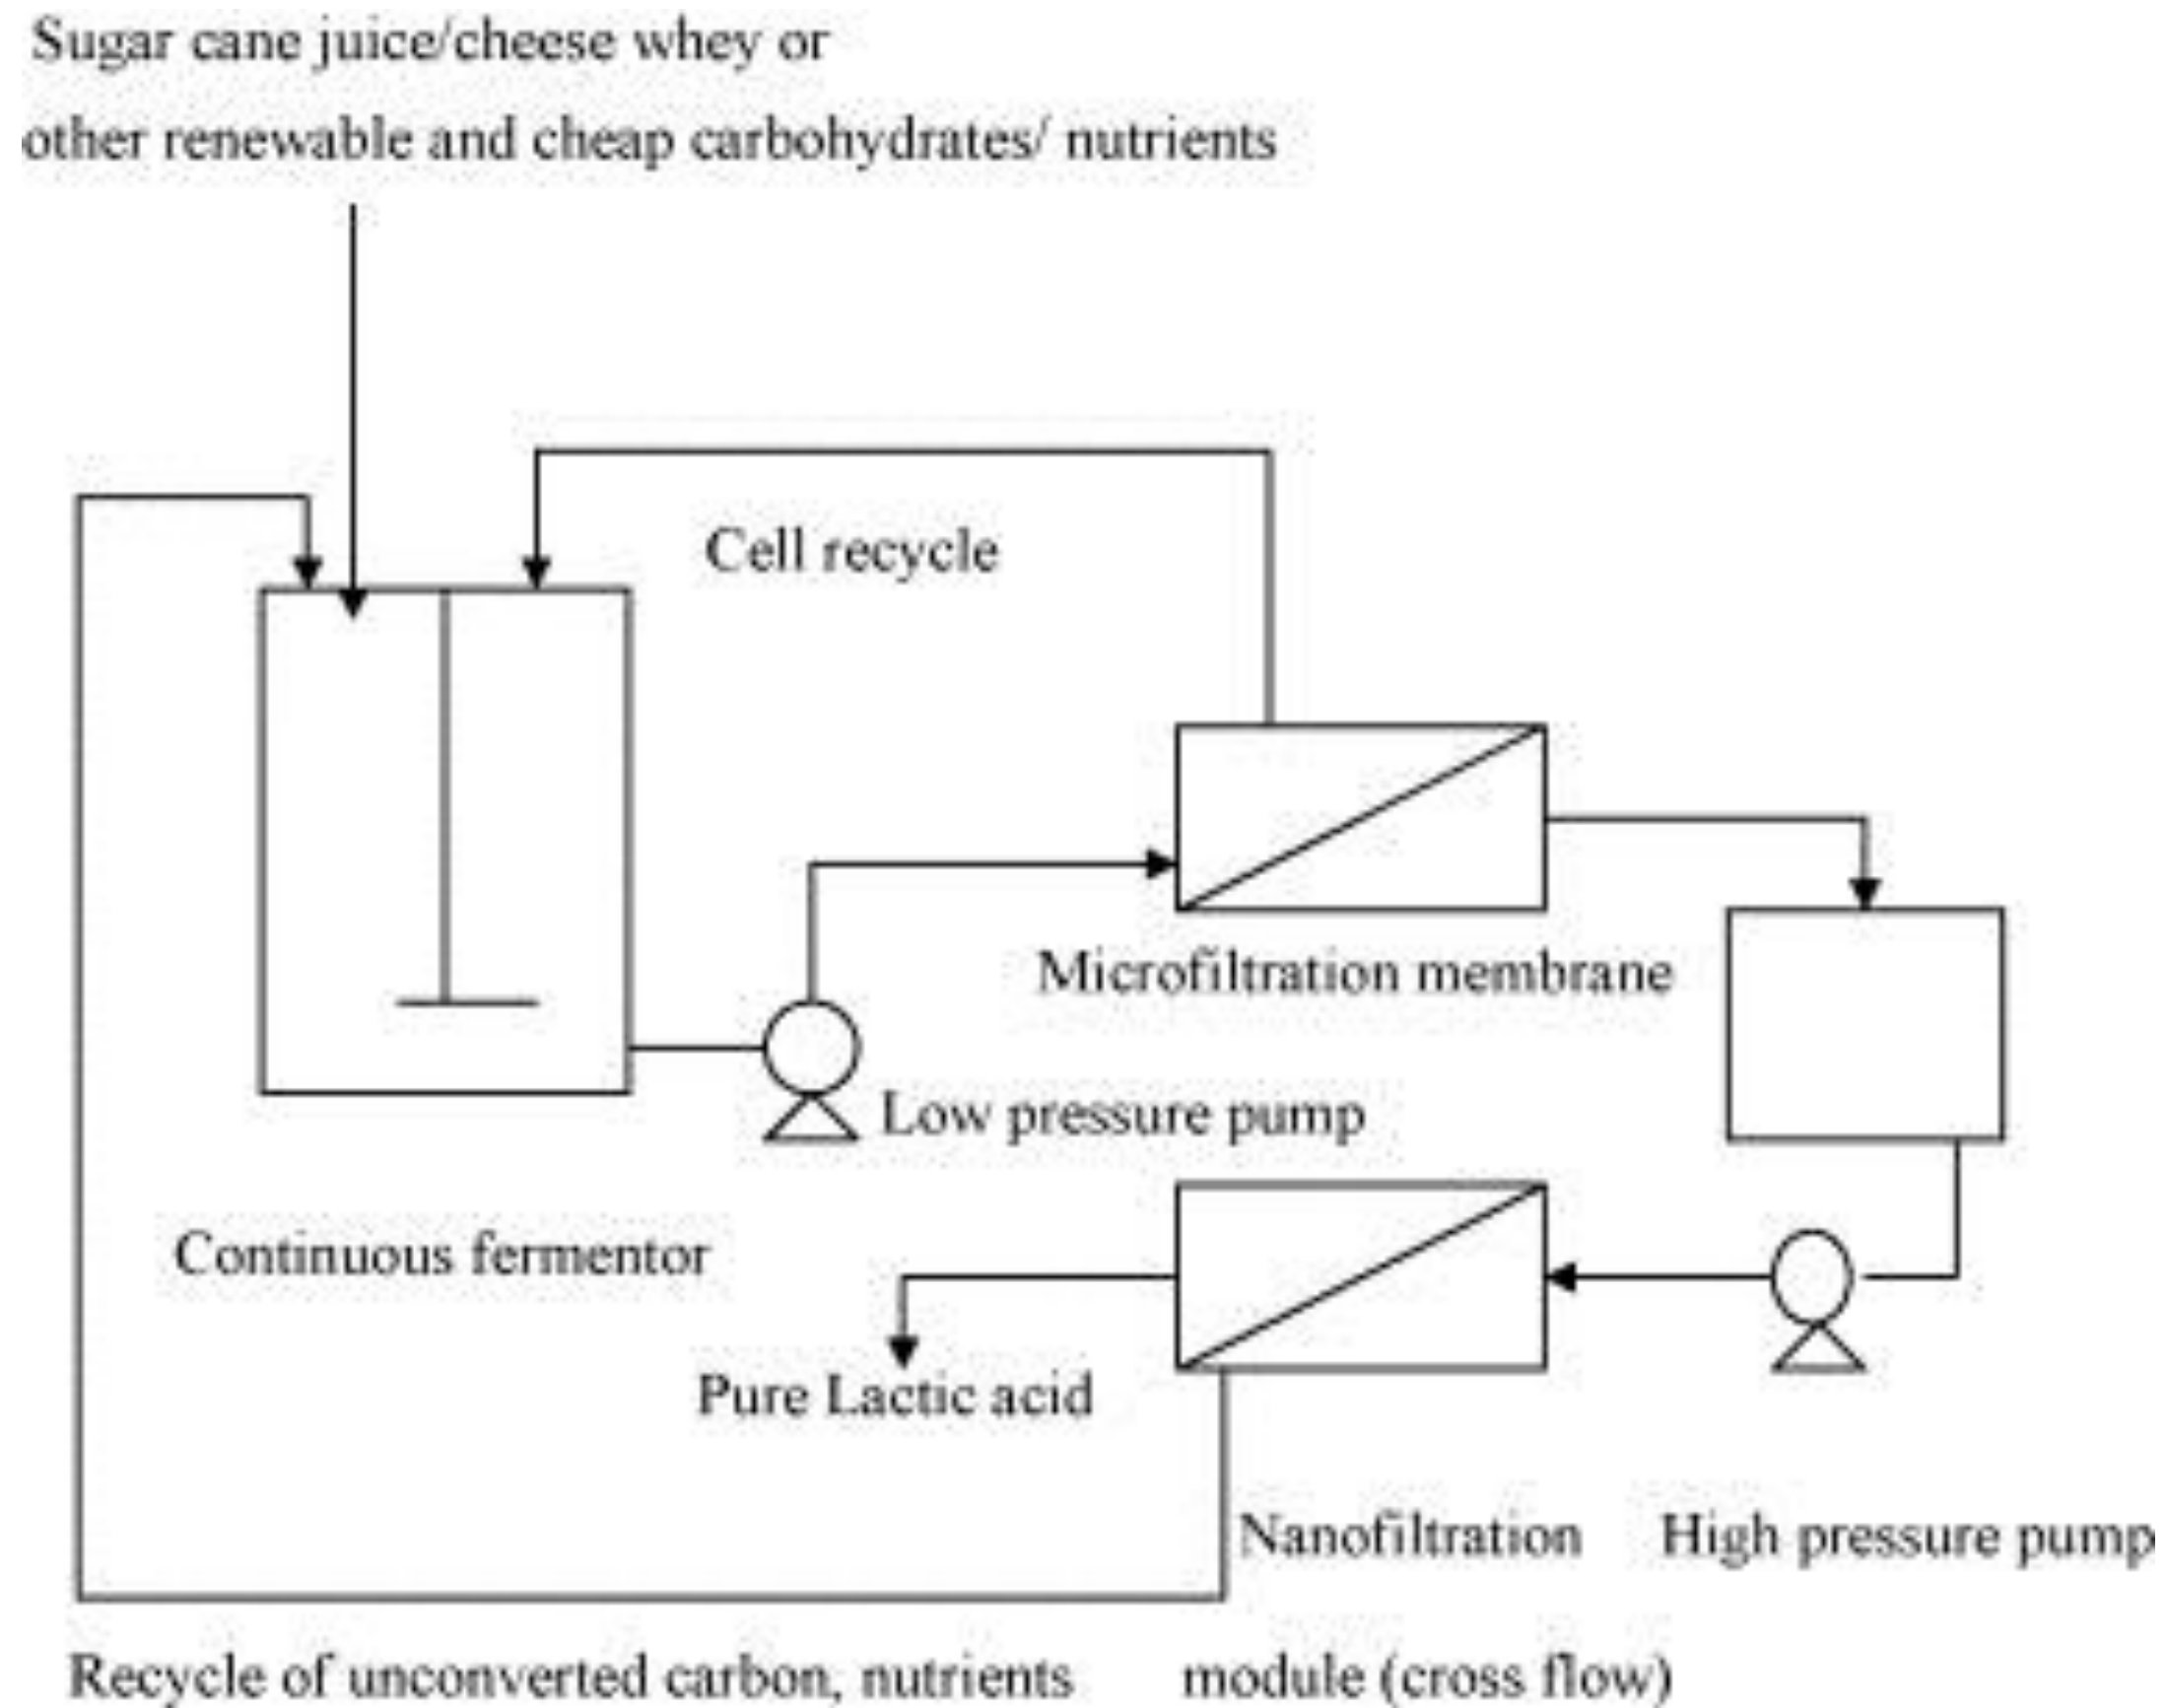 Sugar cane juice/cheese whey or
other renewable and cheap carbohydrates/ nutrients
Cell recycle
Microfiltration membrane
Low pressure pump
Continuous fermentor
Pure Lactic acid
Nanofiltration
High pressure pump
Recycle of unconverted carbon, nutrients
module (cross flow)